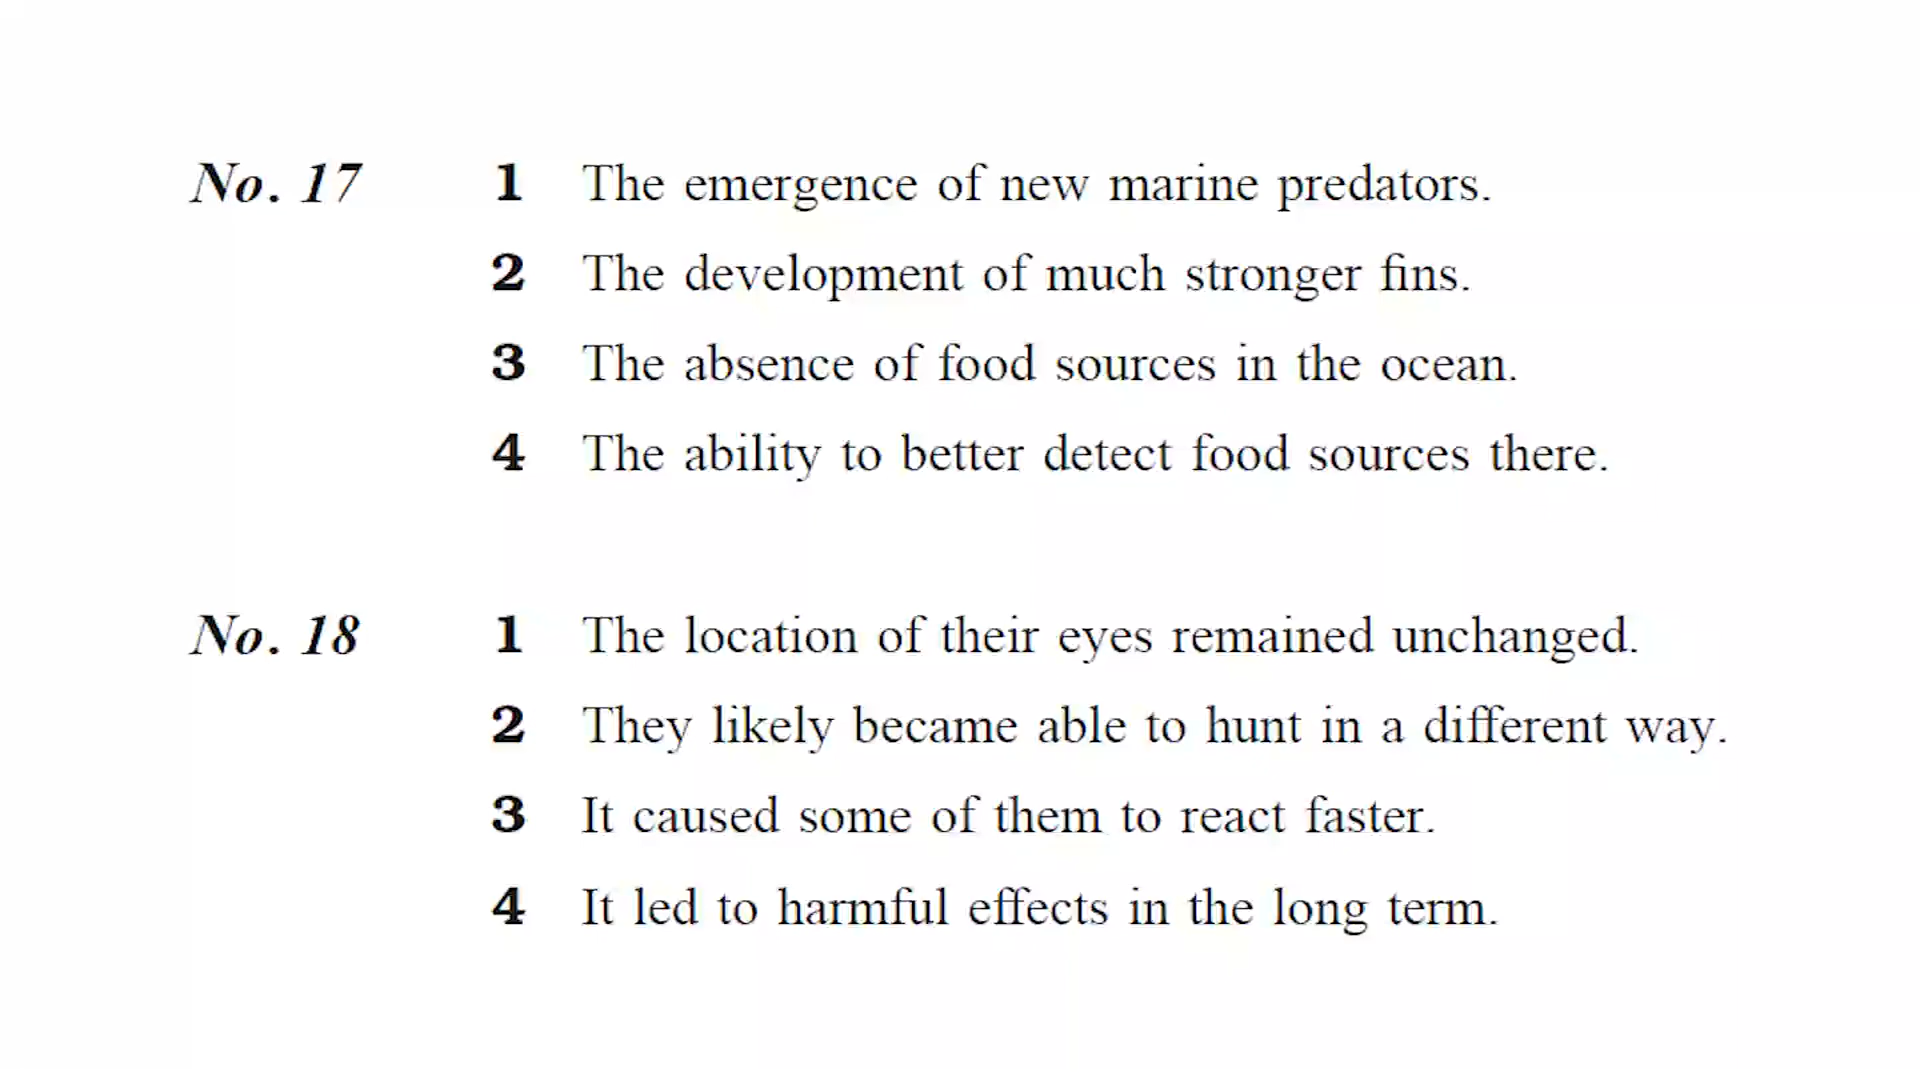 No. 17 1 The emergence of new marine predators.
2 The development of much stronger fins.
3 The absence of food sources in the ocean.
4 The ability to better detect food sources there.
No. 18 1 The location of their eyes remained unchanged.
2 They likely became able to hunt in a different way.
3 It caused some of them to react faster.
4 It led to harmful effects in the long term.